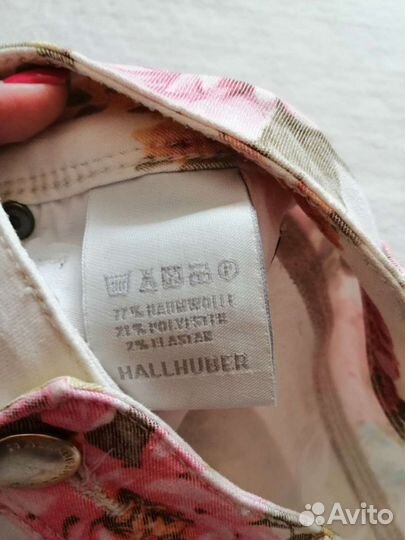 77% BAUMWOLLE
21% POLYESTER
2% ELASTAN
HALLHUBER
Avito